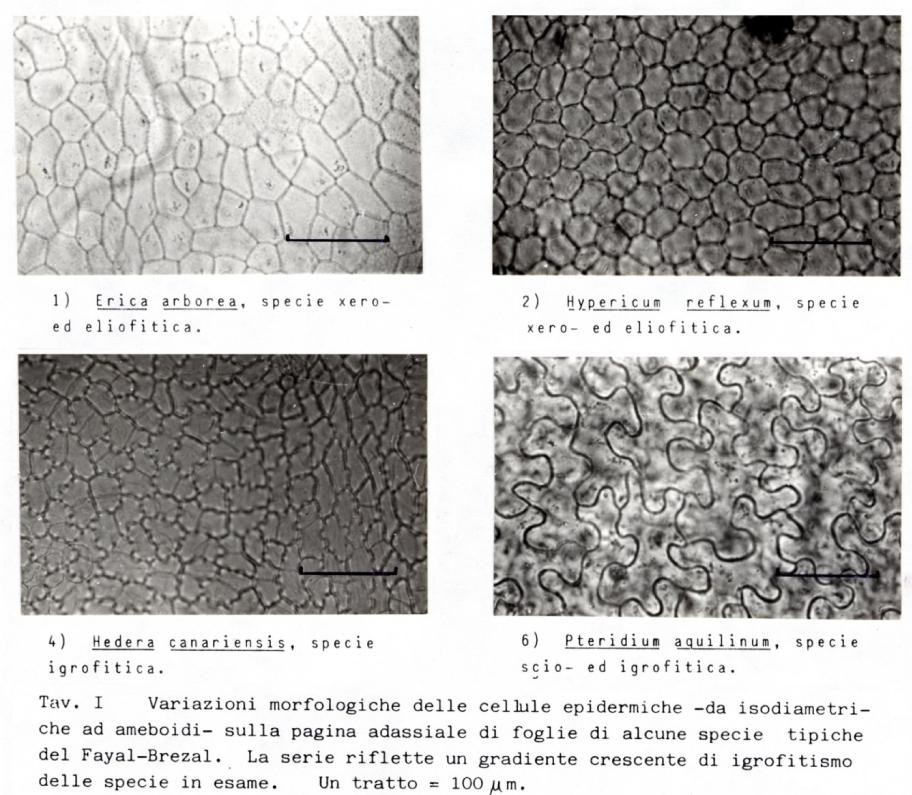 1) Erica arborea, specie xero-
ed eliofitica.
2) Hypericum reflexum, specie
xero- ed eliofitica.
4) Hedera canariensis, specie
igrofitica.
6) Pteridium aquilinum, specie
scio- ed igrofitica.
Tav. I Variazioni morfologiche delle cellule epidermiche -da isodiametri-
che ad ameboidi- sulla pagina adassiale di foglie di alcune specie tipiche
del Fayal-Brezal. La serie riflette un gradiente crescente di igrofitismo
delle specie in esame. Un tratto = 100 μm.